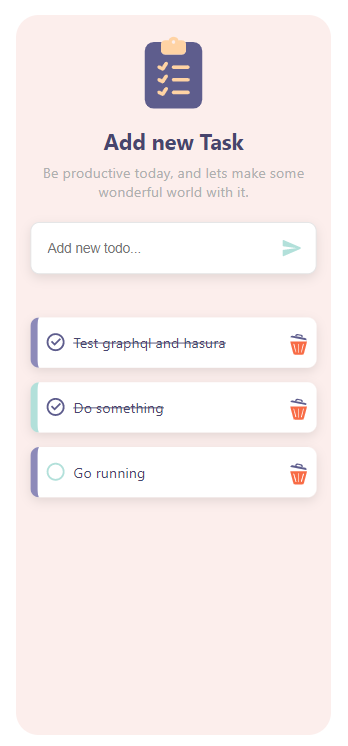 Add new Task
Be productive today, and lets make some
wonderful world with it.
Add new todo...
Test graphql and hasura
Do something
Go running